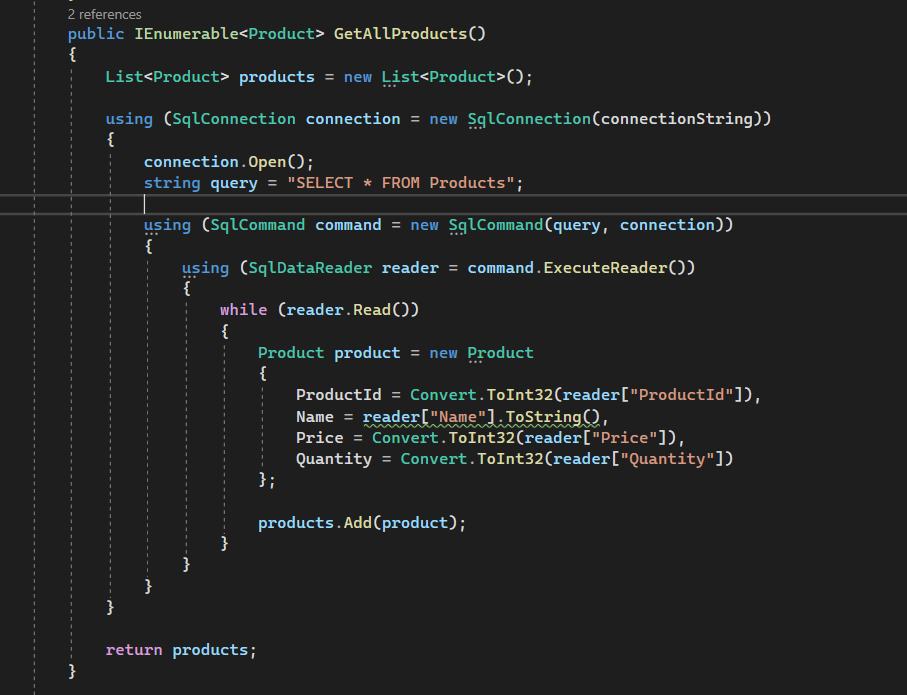 2 references
public IEnumerable<Product> GetAllProducts()
{
List<Product> products = new List<Product>();
using (SqlConnection connection = new SqlConnection(connectionString))
{
connection.Open();
string query = "SELECT * FROM Products";
using (SqlCommand command = new SqlCommand(query, connection))
{
using (SqlDataReader reader = command.ExecuteReader())
{
while (reader.Read())
{
Product product = new Product
{
ProductId = Convert.ToInt32(reader["ProductId"]),
Name = reader["Name"].ToString(),
Price = Convert.ToInt32(reader["Price"]),
Quantity = Convert.ToInt32(reader["Quantity"])
};
products.Add(product);
}
}
}
}
return products;
}